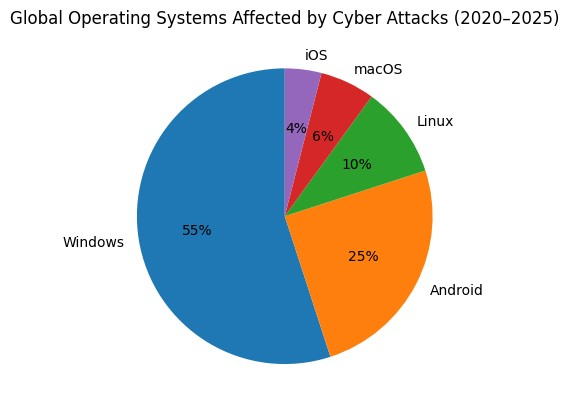 Global Operating Systems Affected by Cyber Attacks (2020–2025)
iOS
macOS
4%
6%
Linux
10%
55%
Windows
25%
Android